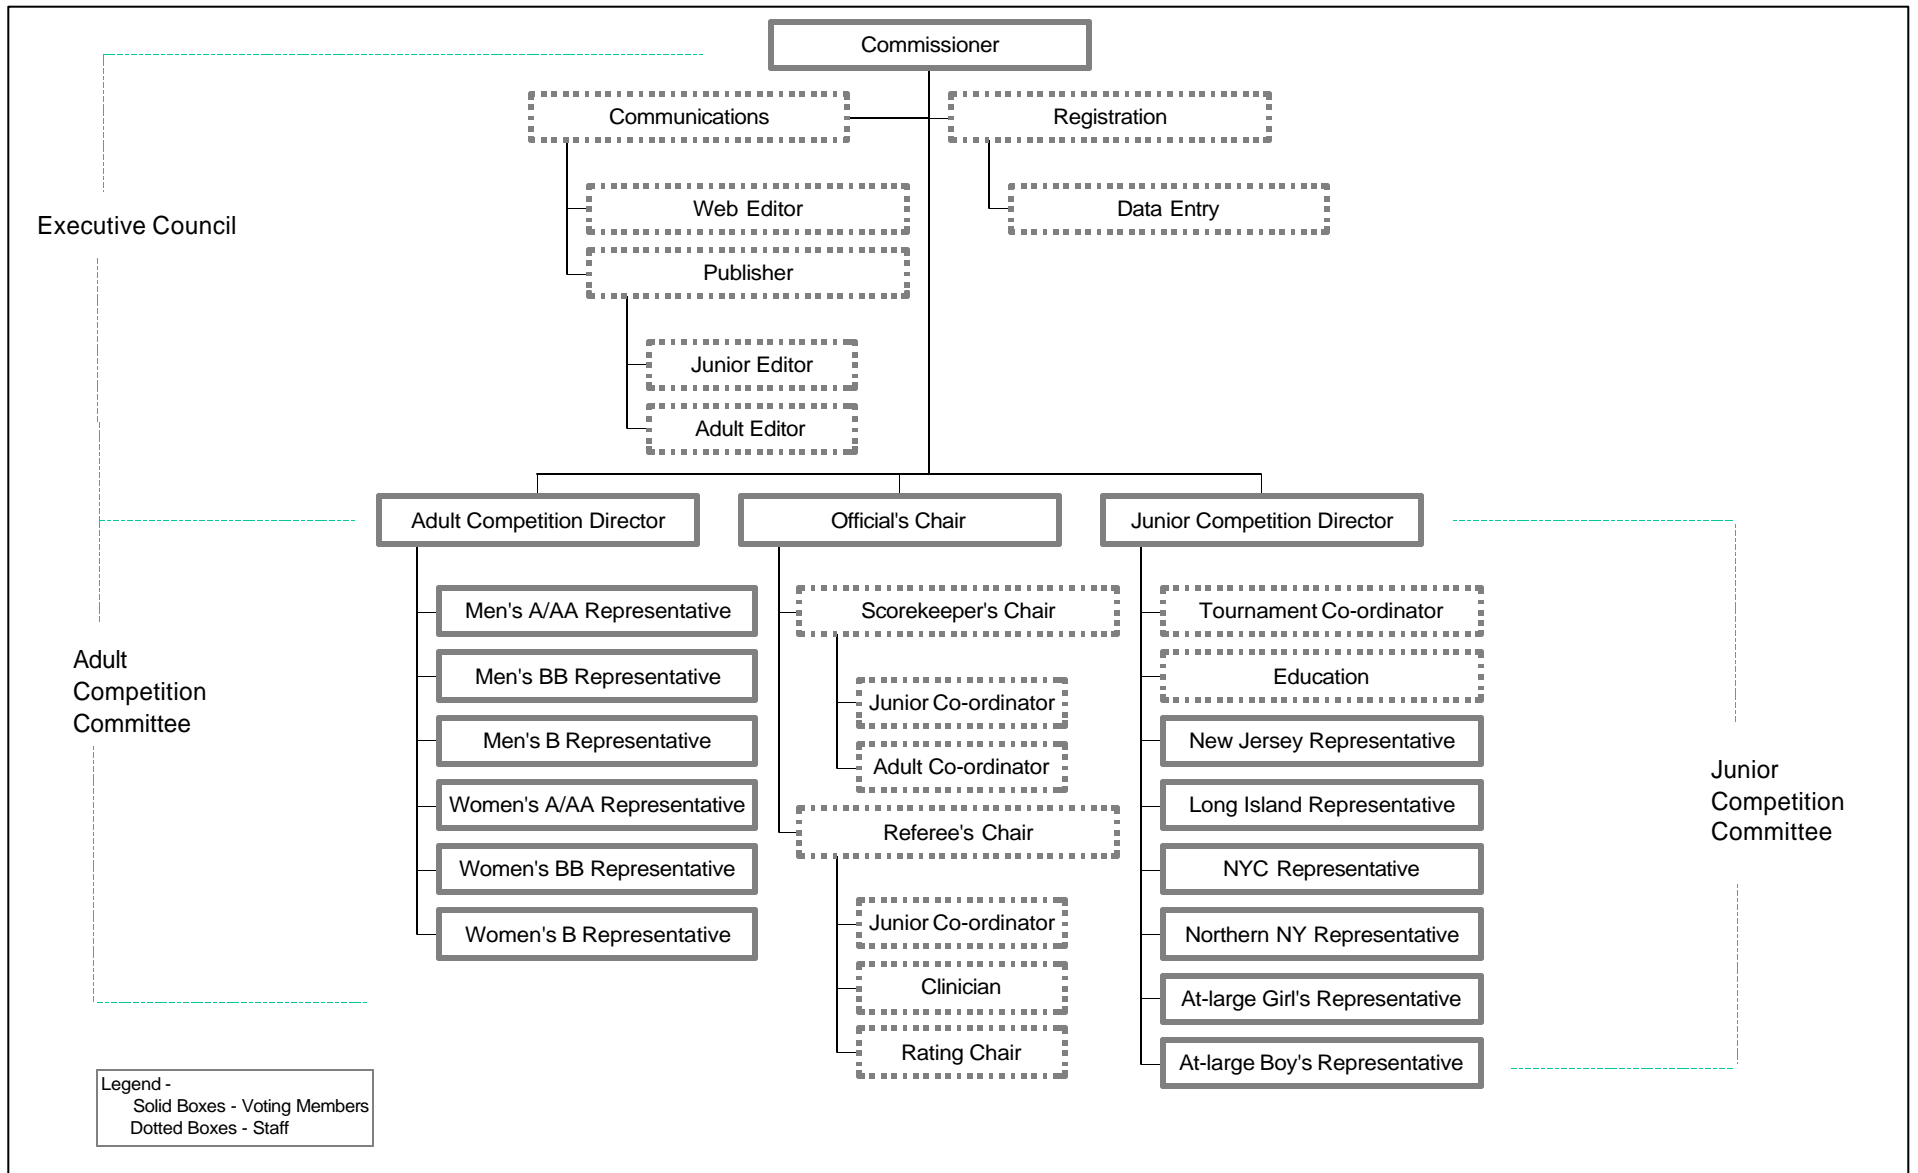 Commissioner
Communications
Registration
Web Editor
Data Entry
Executive Council
Publisher
Junior Editor
Adult Editor
Adult Competition Director
Official's Chair
Junior Competition Director
Men's A/AA Representative
Men's BB Representative
Men's B Representative
Women's A/AA Representative
Women's BB Representative
Women's B Representative
Scorekeeper's Chair
Junior Co-ordinator
Adult Co-ordinator
Referee's Chair
Junior Co-ordinator
Clinician
Rating Chair
Tournament Co-ordinator
Education
New Jersey Representative
Long Island Representative
NYC Representative
Northern NY Representative
At-large Girl's Representative
At-large Boy's Representative
Adult
Competition
Committee
Junior
Competition
Committee
Legend -
Solid Boxes - Voting Members
Dotted Boxes - Staff